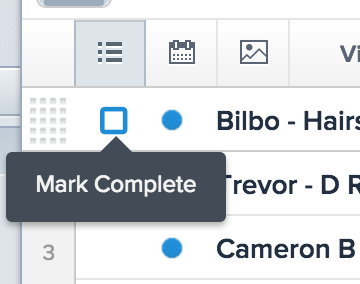 Vi
Bilbo - Hairs
Mark Complete
Trevor - D R
3
Cameron B